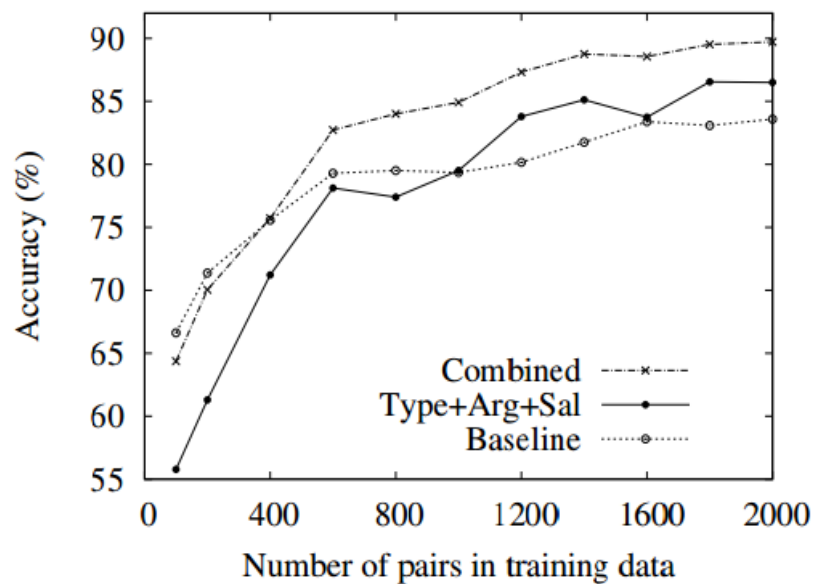 90
85
80
75
70
65
60
55
Accuracy (%)
Combined
Type+Arg+Sal
Baseline
0 400 800 1200 1600 2000
Number of pairs in training data